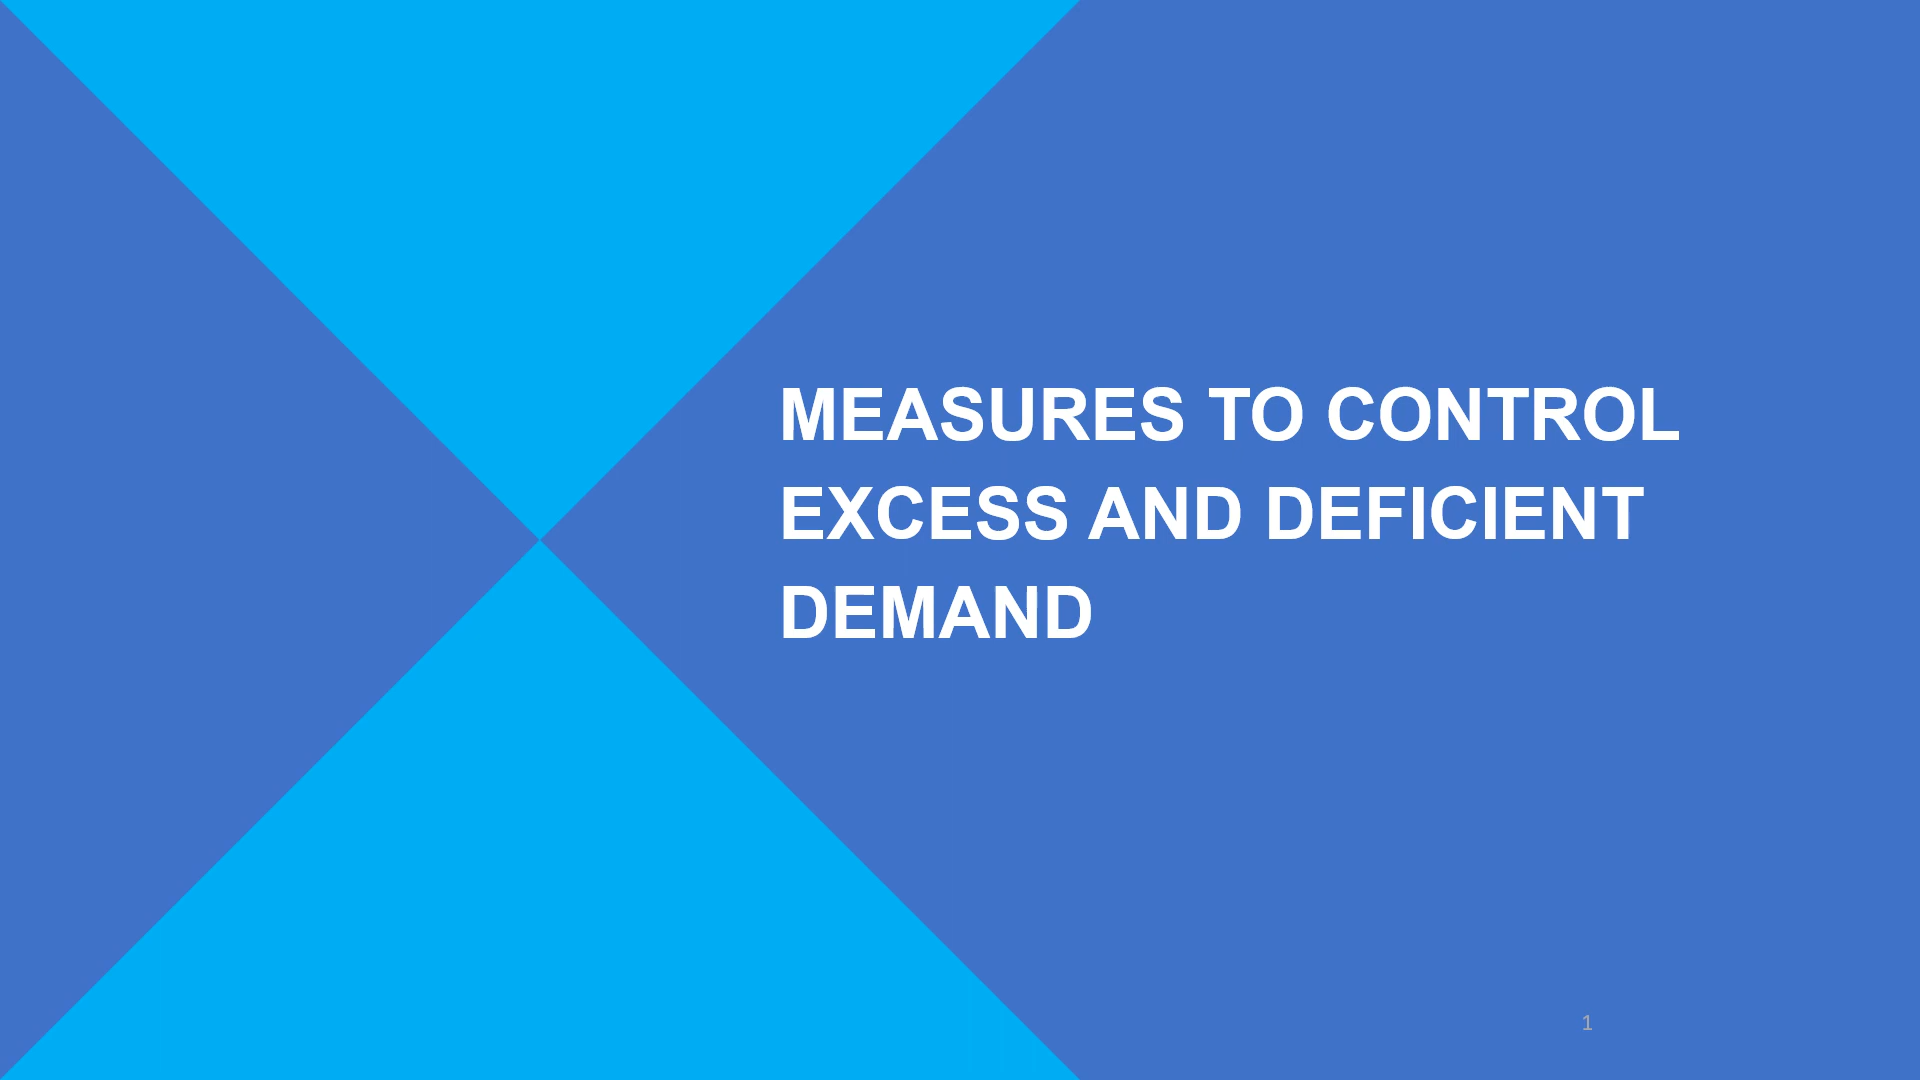 MEASURES TO CONTROL
EXCESS AND DEFICIENT
DEMAND
1